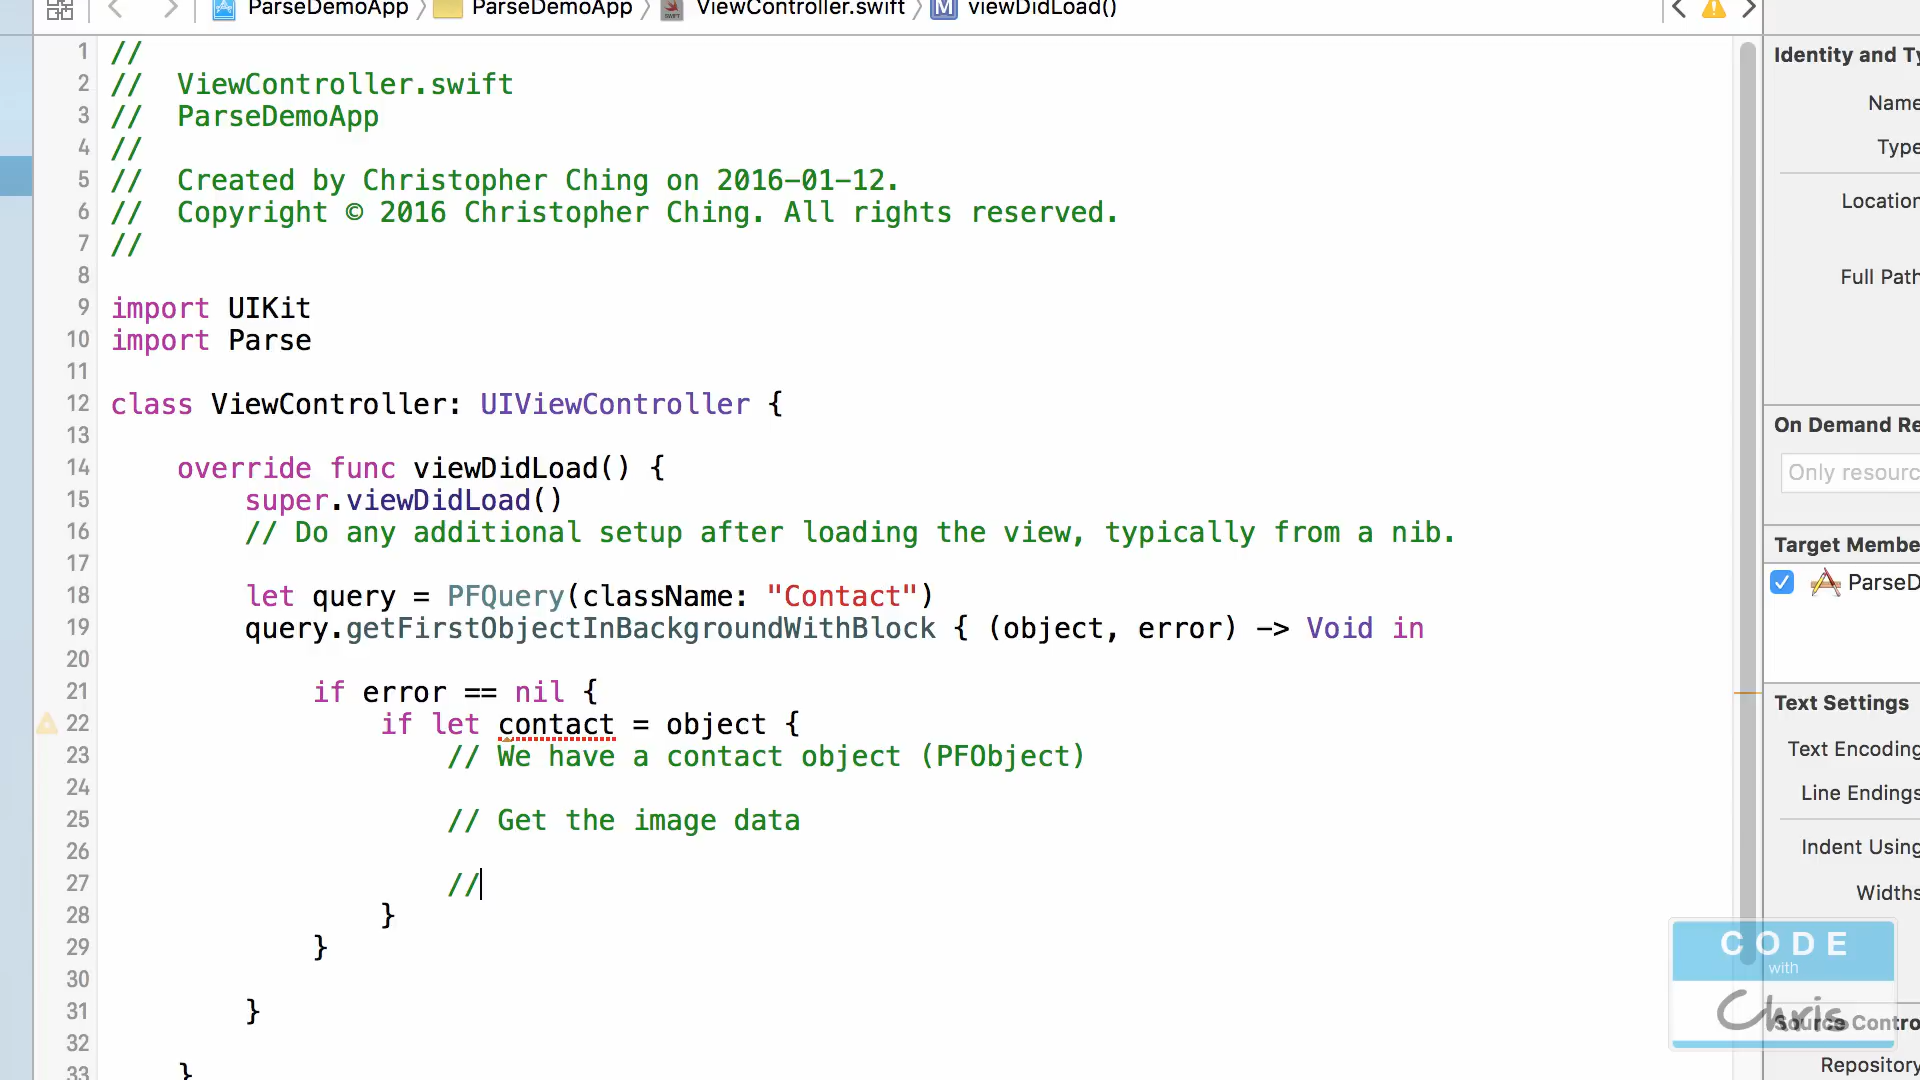 ParseDemoApp ParseDemoApp ViewController.swift M viewDidLoad()
1 //
2 //  ViewController.swift
3 //  ParseDemoApp
4 //
5 //  Created by Christopher Ching on 2016-01-12.
6 //  Copyright © 2016 Christopher Ching. All rights reserved.
7 //
8
9 import UIKit
10 import Parse
11
12 class ViewController: UIViewController {
13
14     override func viewDidLoad() {
15         super.viewDidLoad()
16         // Do any additional setup after loading the view, typically from a nib.
17
18         let query = PFQuery(className: "Contact")
19         query.getFirstObjectInBackgroundWithBlock { (object, error) -> Void in
20
21             if error == nil {
22                 if let contact = object {
23                     // We have a contact object (PFObject)
24
25                     // Get the image data
26
27                     //
28                 }
29             }
30
31         }
32
33     }
Identity and Ty
Name
Type
Location
Full Path
On Demand Re
Only resourc
Target Membe
ParseD
Text Settings
Text Encoding
Line Endings
Indent Using
Widths
Source Contro
Repository
CODE
with
Chris